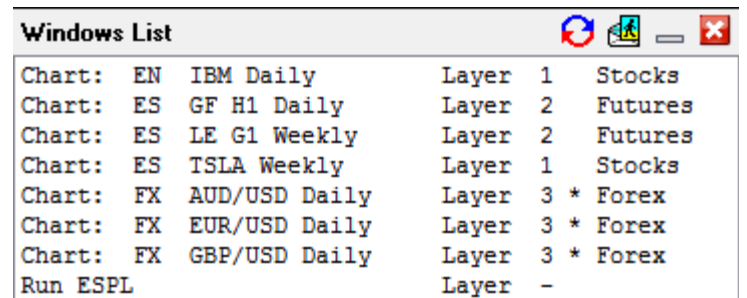 Windows List
Chart: EN IBM Daily Layer 1 Stocks
Chart: ES GF H1 Daily Layer 2 Futures
Chart: ES LE G1 Weekly Layer 2 Futures
Chart: ES TSLA Weekly Layer 1 Stocks
Chart: FX AUD/USD Daily Layer 3 * Forex
Chart: FX EUR/USD Daily Layer 3 * Forex
Chart: FX GBP/USD Daily Layer 3 * Forex
Run ESPL Layer -